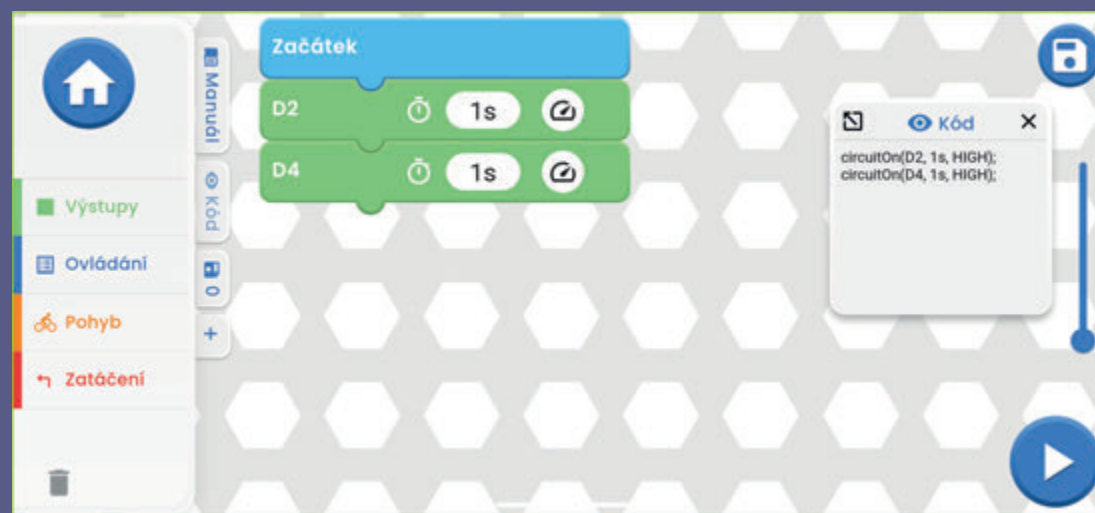 Výstupy
Ovládání
Pohyb
Zatáčení
Manuál
Kód
0
+
Začátek
D2 1s
D4 1s
Kód
circuitOn(D2, 1s, HIGH);
circuitOn(D4, 1s, HIGH);